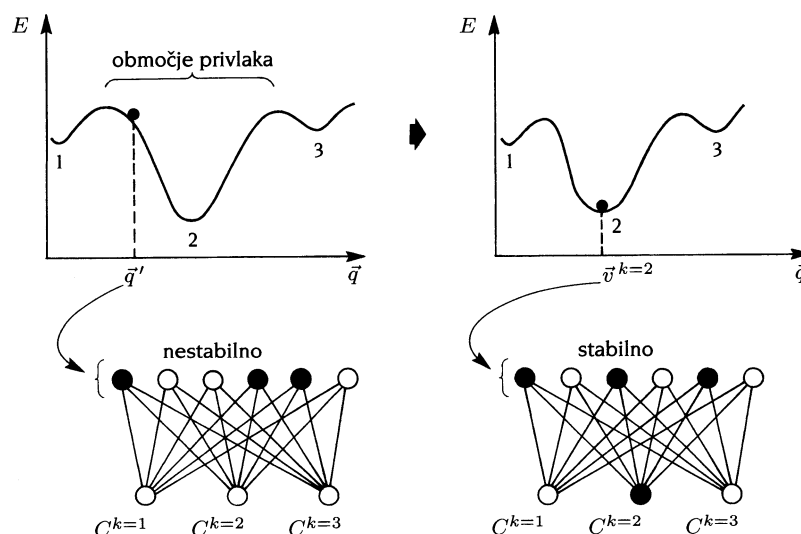 E
območje privlaka
1
2
3
q⃗ ′
q⃗
E
1
2
3
v⃗ k=2
q⃗
nestabilno
C k=1
C k=2
C k=3
stabilno
C k=1
C k=2
C k=3